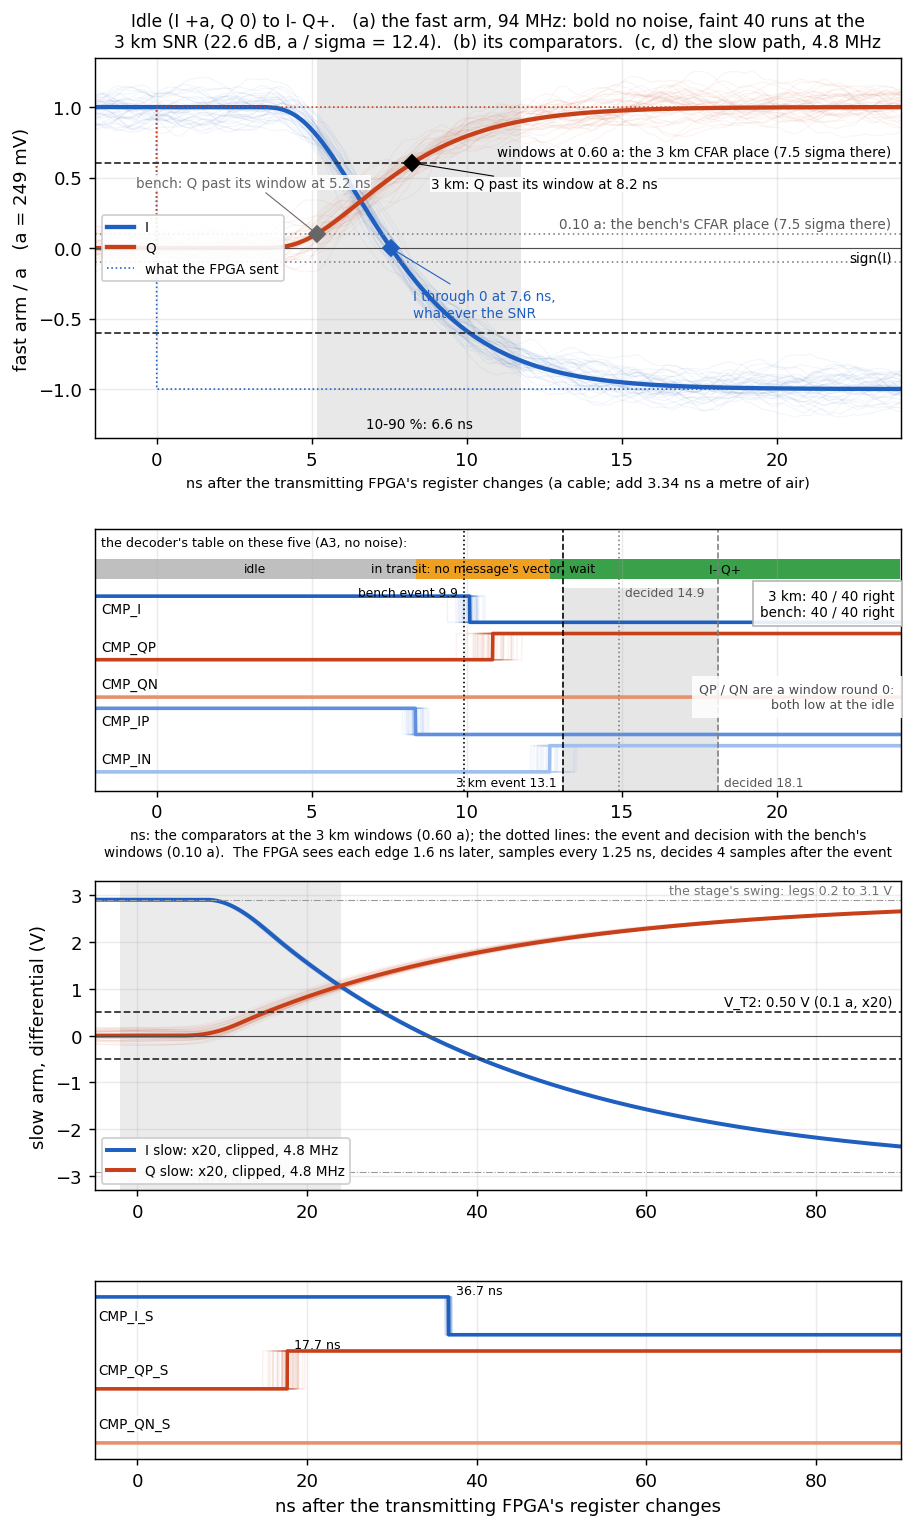 Idle (I +a, Q 0) to I- Q+.   (a) the fast arm, 94 MHz: bold no noise, faint 40 runs at the
3 km SNR (22.6 dB, a / sigma = 12.4).  (b) its comparators.  (c, d) the slow path, 4.8 MHz
fast arm / a   (a = 249 mV)
1.0
0.5
0.0
−0.5
−1.0
windows at 0.60 a: the 3 km CFAR place (7.5 sigma there)
bench: Q past its window at 5.2 ns
3 km: Q past its window at 8.2 ns
0.10 a: the bench's CFAR place (7.5 sigma there)
sign(I)
I
Q
what the FPGA sent
I through 0 at 7.6 ns,
whatever the SNR
10-90 %: 6.6 ns
0 5 10 15 20
ns after the transmitting FPGA's register changes (a cable; add 3.34 ns a metre of air)
the decoder's table on these five (A3, no noise):
idle
in transit: no message's vector, wait
I- Q+
bench event 9.9
decided 14.9
3 km: 40 / 40 right
bench: 40 / 40 right
CMP_I
CMP_QP
CMP_QN
QP / QN are a window round 0:
both low at the idle
CMP_IP
CMP_IN
3 km event 13.1
decided 18.1
0 5 10 15 20
ns: the comparators at the 3 km windows (0.60 a); the dotted lines: the event and decision with the bench's
windows (0.10 a).  The FPGA sees each edge 1.6 ns later, samples every 1.25 ns, decides 4 samples after the event
slow arm, differential (V)
3
2
1
0
−1
−2
−3
the stage's swing: legs 0.2 to 3.1 V
V_T2: 0.50 V (0.1 a, x20)
I slow: x20, clipped, 4.8 MHz
Q slow: x20, clipped, 4.8 MHz
0 20 40 60 80
36.7 ns
CMP_I_S
17.7 ns
CMP_QP_S
CMP_QN_S
0 20 40 60 80
ns after the transmitting FPGA's register changes